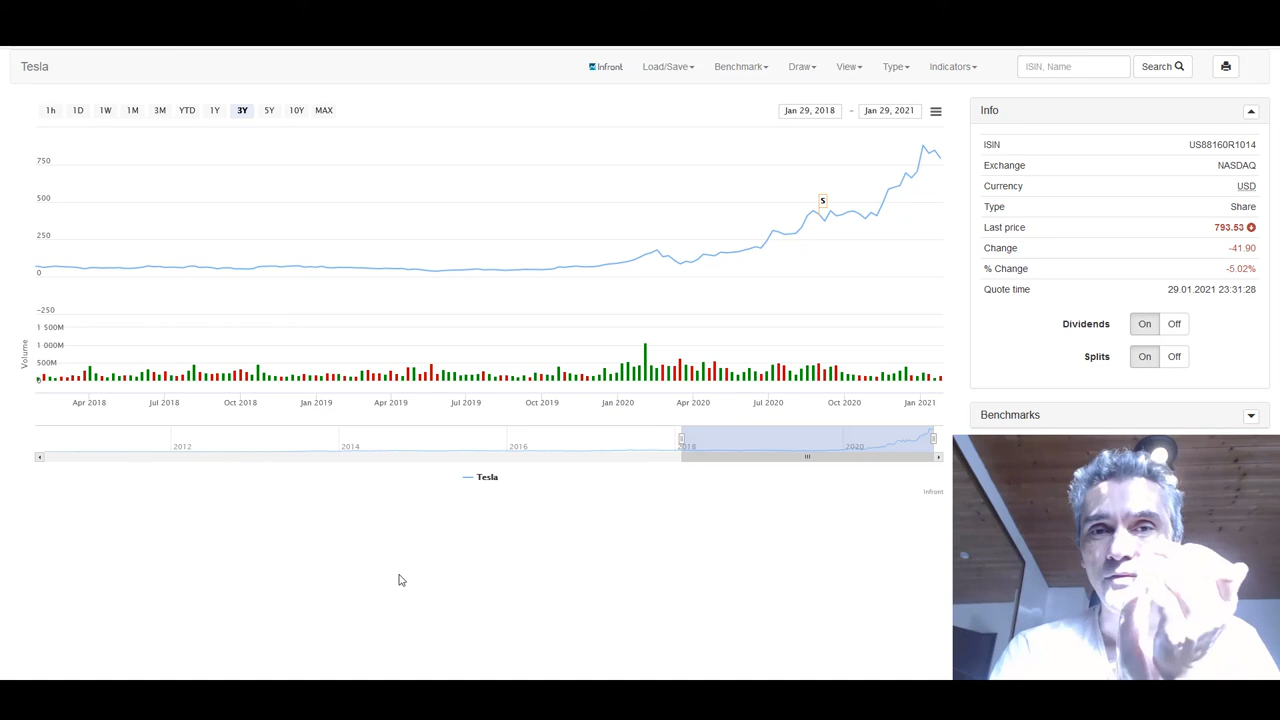 Tesla
Infront Load/Save Benchmark Draw View Type Indicators ISIN, Name Search
1h 1D 1W 1M 3M YTD 1Y 3Y 5Y 10Y MAX Jan 29, 2018 – Jan 29, 2021
750
500
250
0
−250
1 500M
1 000M
500M
0
Volume
S
Apr 2018 Jul 2018 Oct 2018 Jan 2019 Apr 2019 Jul 2019 Oct 2019 Jan 2020 Apr 2020 Jul 2020 Oct 2020 Jan 2021
2012 2014 2016 2018 2020
Tesla
Infront
Info
ISIN US88160R1014
Exchange NASDAQ
Currency USD
Type Share
Last price 793.53
Change -41.90
% Change -5.02%
Quote time 29.01.2021 23:31:28
Dividends On Off
Splits On Off
Benchmarks